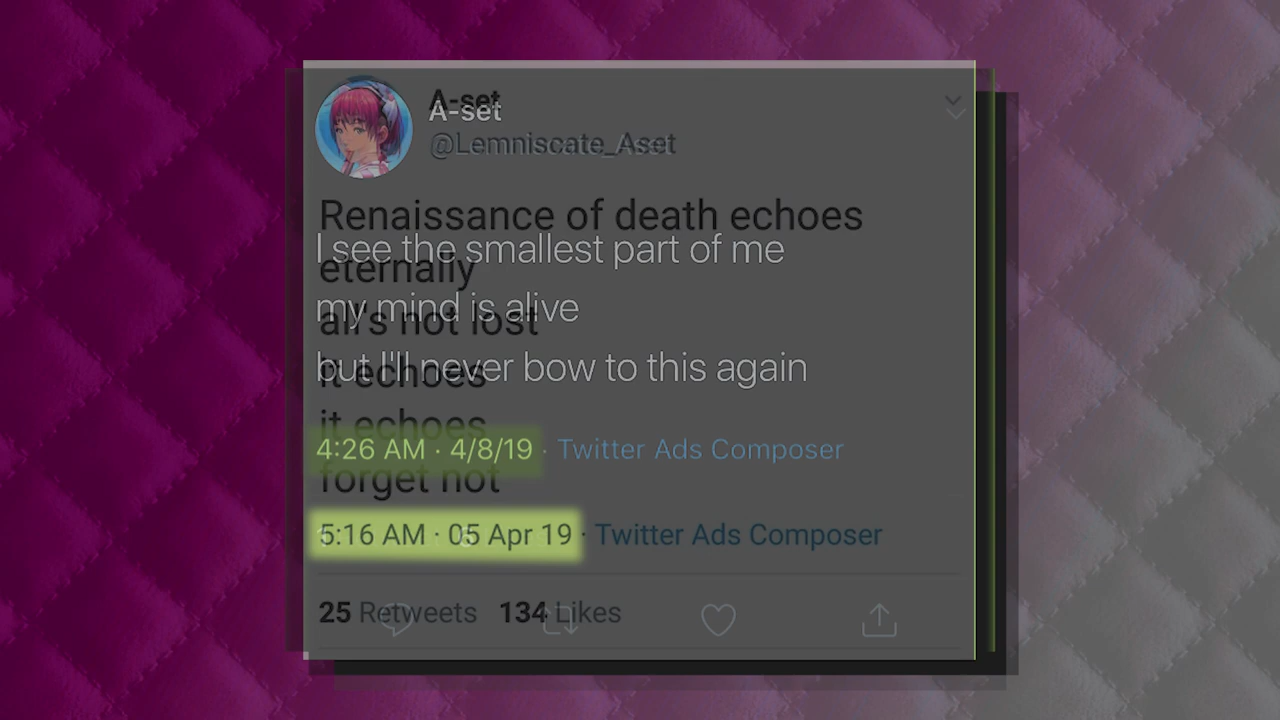 A-set
A-set
@Lemniscate_Aset
Renaissance of death echoes
I see the smallest part of me
eternally
my mind is alive
all's not lost
but I'll never bow to this again
it echoes
it echoes
4:26 AM · 4/8/19 · Twitter Ads Composer
forget not
5:16 AM · 05 Apr 19 · Twitter Ads Composer
25 Retweets 134 Likes